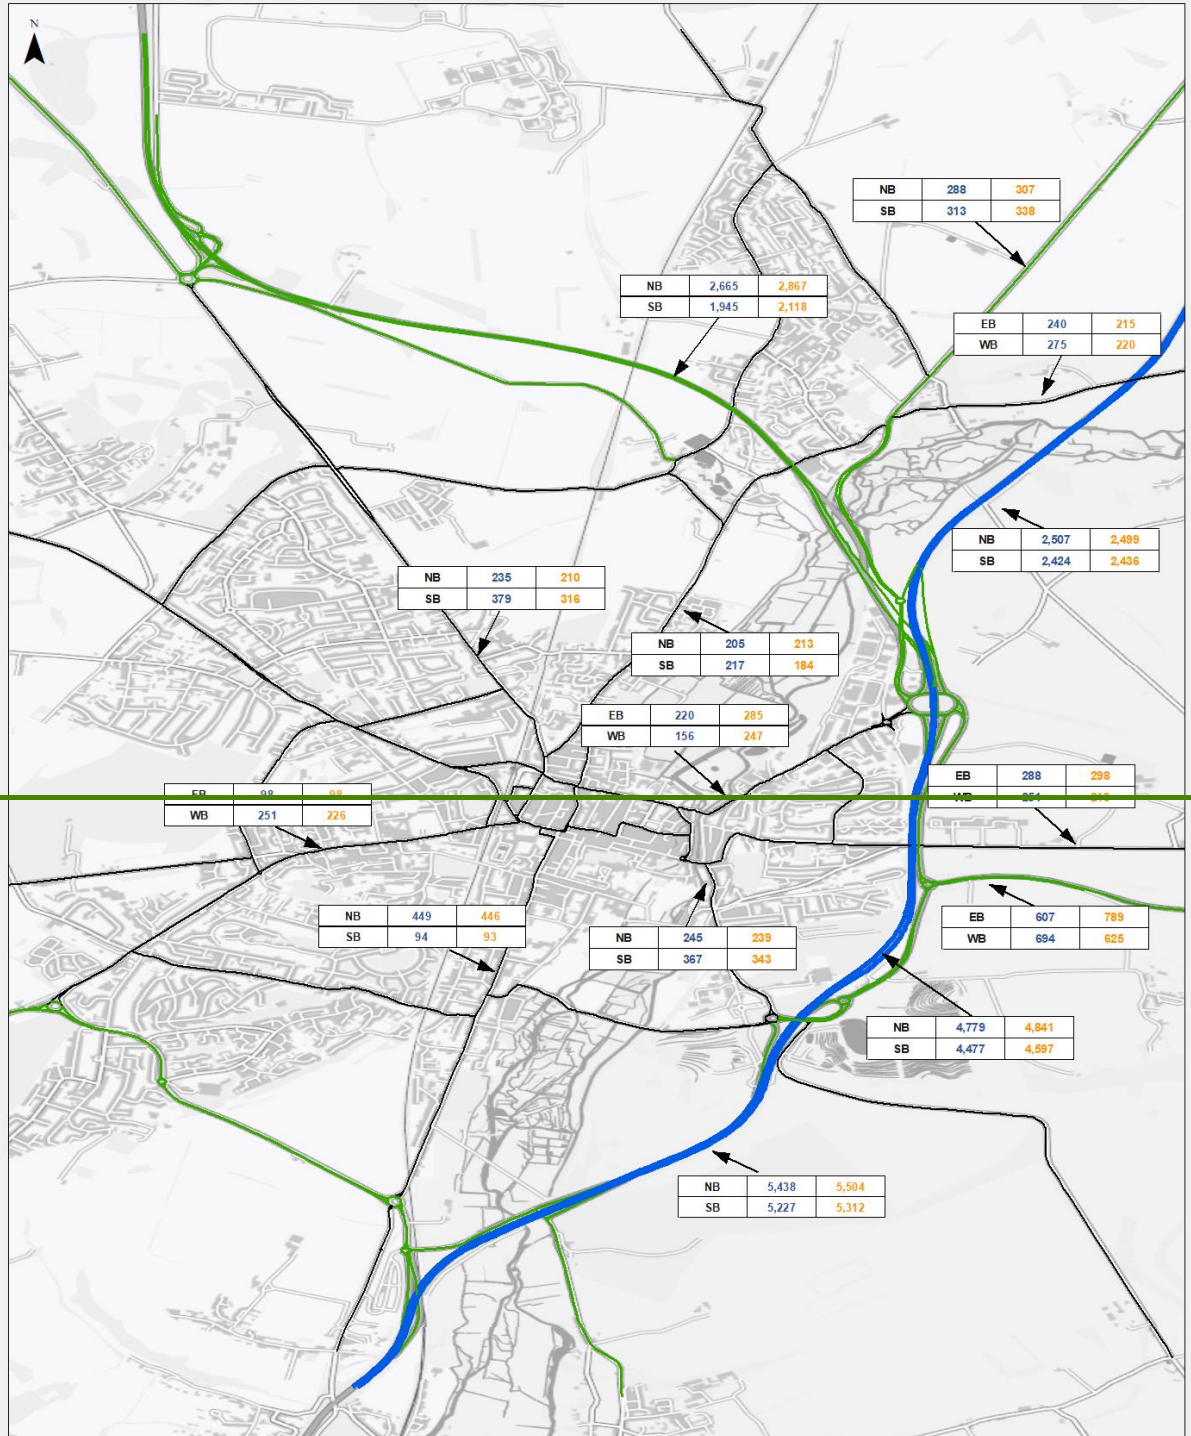 N
NB 288 307
SB 313 338
NB 2,665 2,867
SB 1,945 2,118
EB 240 215
WB 275 220
NB 2,507 2,499
SB 2,424 2,436
NB 235 210
SB 379 316
NB 205 213
SB 217 184
EB 220 285
WB 156 247
EB 288 298
WB
EB 98 98
WB 251 226
NB 449 446
SB 94 93
NB 245 239
SB 367 343
EB 607 789
WB 694 625
NB 4,779 4,841
SB 4,477 4,597
NB 5,438 5,504
SB 5,227 5,312